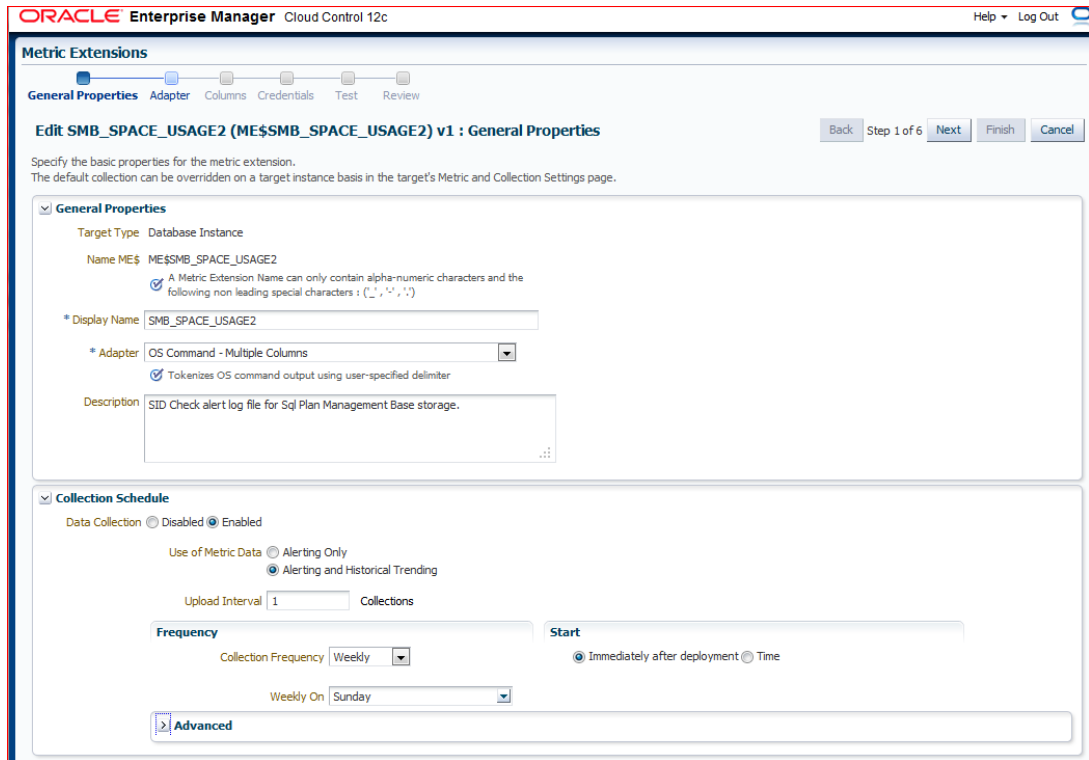 ORACLE Enterprise Manager Cloud Control 12c
Help Log Out
Metric Extensions
General Properties Adapter Columns Credentials Test Review
Edit SMB_SPACE_USAGE2 (ME$SMB_SPACE_USAGE2) v1 : General Properties
Back Step 1 of 6 Next Finish Cancel
Specify the basic properties for the metric extension.
The default collection can be overridden on a target instance basis in the target's Metric and Collection Settings page.
General Properties
Target Type Database Instance
Name ME$ ME$SMB_SPACE_USAGE2
A Metric Extension Name can only contain alpha-numeric characters and the
following non leading special characters : ('_' , '-' , '.')
* Display Name SMB_SPACE_USAGE2
* Adapter OS Command - Multiple Columns
Tokenizes OS command output using user-specified delimiter
Description SID Check alert log file for Sql Plan Management Base storage.
Collection Schedule
Data Collection Disabled Enabled
Use of Metric Data Alerting Only
Alerting and Historical Trending
Upload Interval 1 Collections
Frequency
Start
Collection Frequency Weekly
Immediately after deployment Time
Weekly On Sunday
Advanced